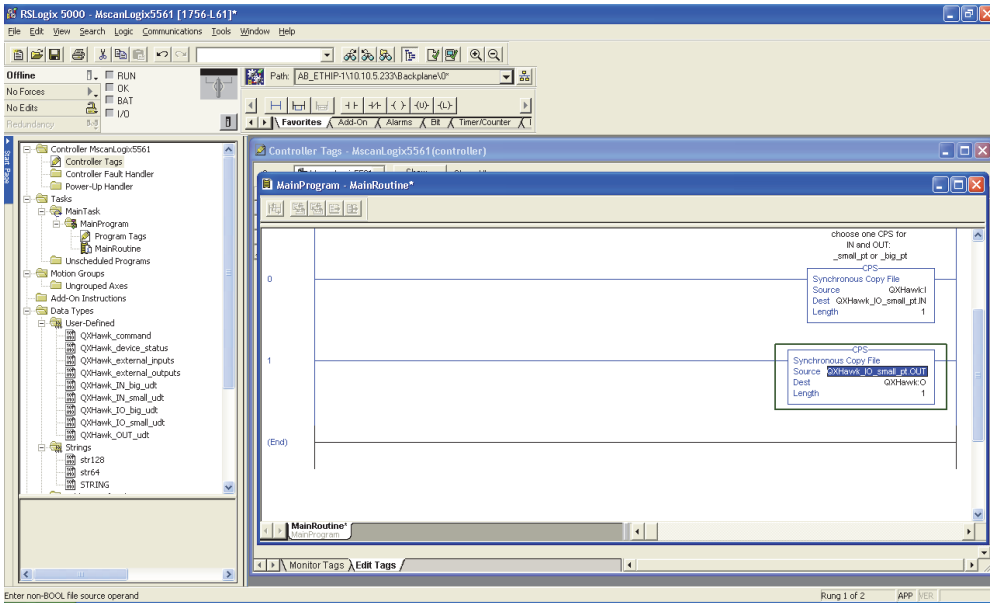 RSLogix 5000 - MscanLogix5561 [1756-L61]*
File Edit View Search Logic Communications Tools Window Help
Offline
RUN
No Forces
OK
No Edits
BAT
I/O
Redundancy
Path: AB_ETHIP-1\10.10.5.233\Backplane\0*
Favorites Add-On Alarms Bit Timer/Counter
Start Page
Controller MscanLogix5561
Controller Tags
Controller Fault Handler
Power-Up Handler
Tasks
MainTask
MainProgram
Program Tags
MainRoutine
Unscheduled Programs
Motion Groups
Ungrouped Axes
Add-On Instructions
Data Types
User-Defined
QXHawk_command
QXHawk_device_status
QXHawk_external_inputs
QXHawk_external_outputs
QXHawk_IN_big_udt
QXHawk_IN_small_udt
QXHawk_IO_big_udt
QXHawk_IO_small_udt
QXHawk_OUT_udt
Strings
str128
str64
STRING
Controller Tags - MscanLogix5561(controller)
MainProgram - MainRoutine*
choose one CPS for
IN and OUT:
_small_pt or _big_pt
0
CPS
Synchronous Copy File
Source QXHawk:I
Dest QXHawk_IO_small_pt.IN
Length 1
1
CPS
Synchronous Copy File
Source QXHawk_IO_small_pt.OUT
Dest QXHawk:O
Length 1
(End)
MainRoutine*
MainProgram
Monitor Tags Edit Tags
Enter non-BOOL file source operand
Rung 1 of 2 APP VER